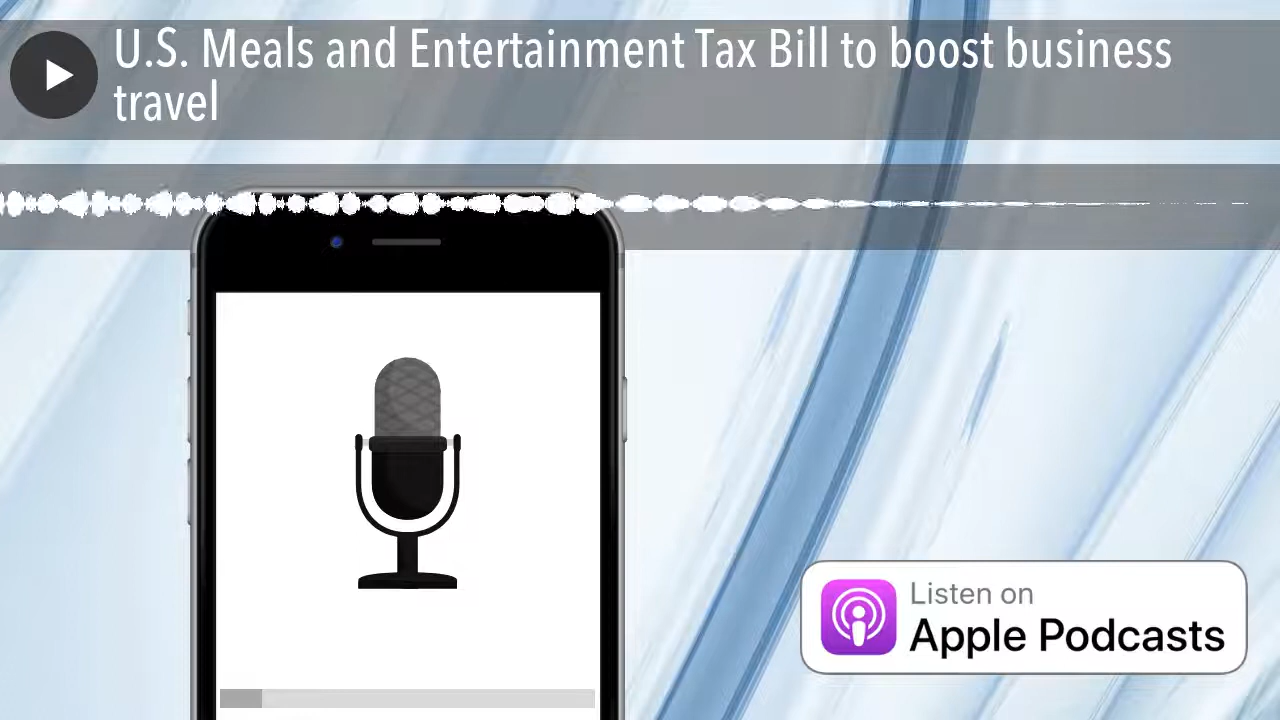 U.S. Meals and Entertainment Tax Bill to boost business
travel
Listen on
Apple Podcasts